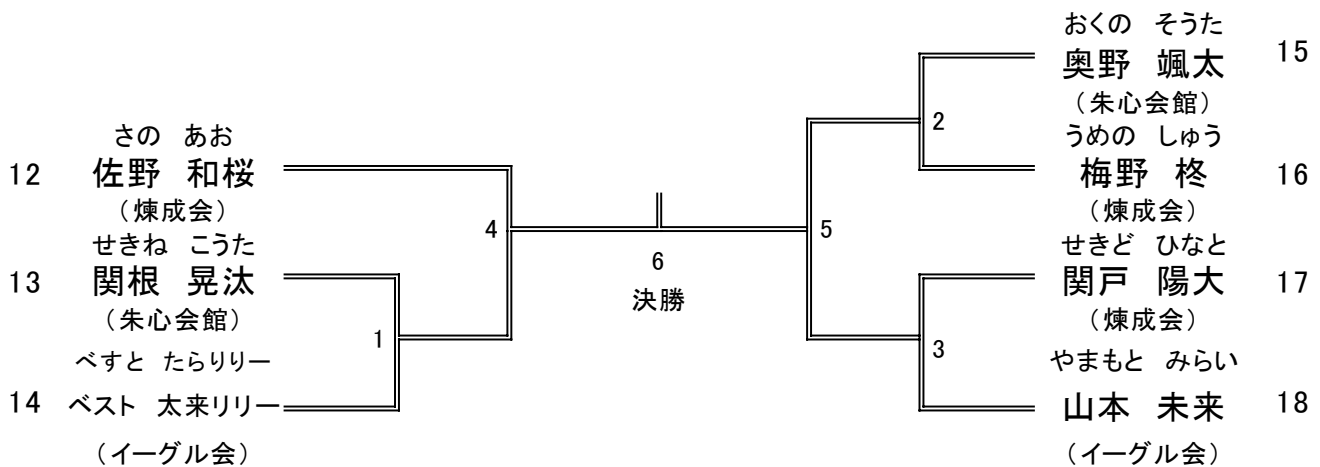 さの あお
12 佐野 和桜
（煉成会）
せきね こうた
13 関根 晃汰
（朱心会館）
べすと たらりりー
14 ベスト 太来リリー
（イーグル会）
1
4
6
決勝
5
2
3
おくの そうた
奥野 颯太 15
（朱心会館）
うめの しゅう
梅野 柊 16
（煉成会）
せきど ひなと
関戸 陽大 17
（煉成会）
やまもと みらい
山本 未来 18
（イーグル会）